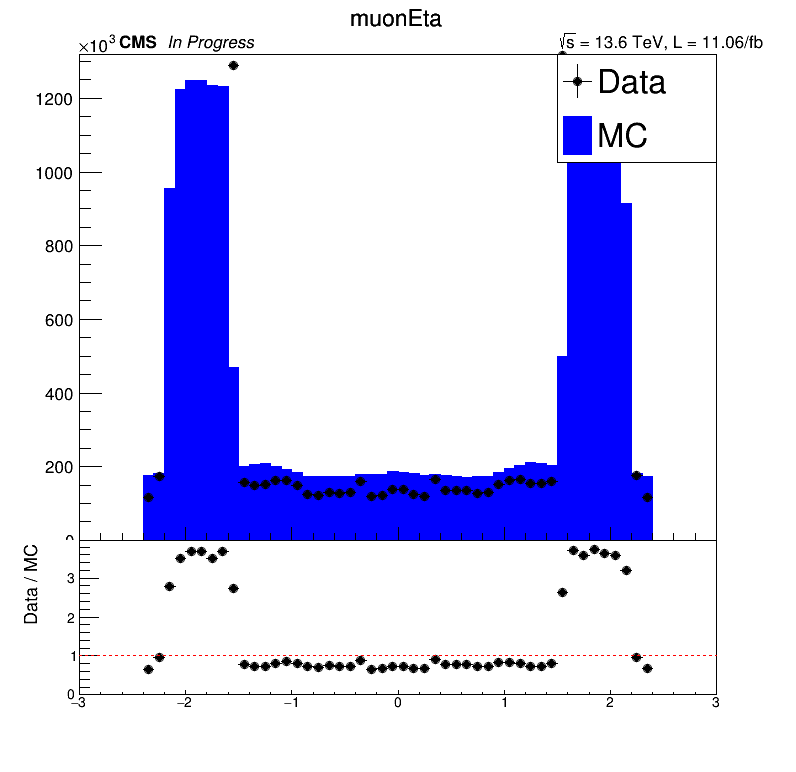 muonEta
×10³ CMS In Progress √s = 13.6 TeV, L = 11.06/fb
Data
MC
1200
1000
800
600
400
200
0
Data / MC
3
2
1
0
−3 −2 −1 0 1 2 3